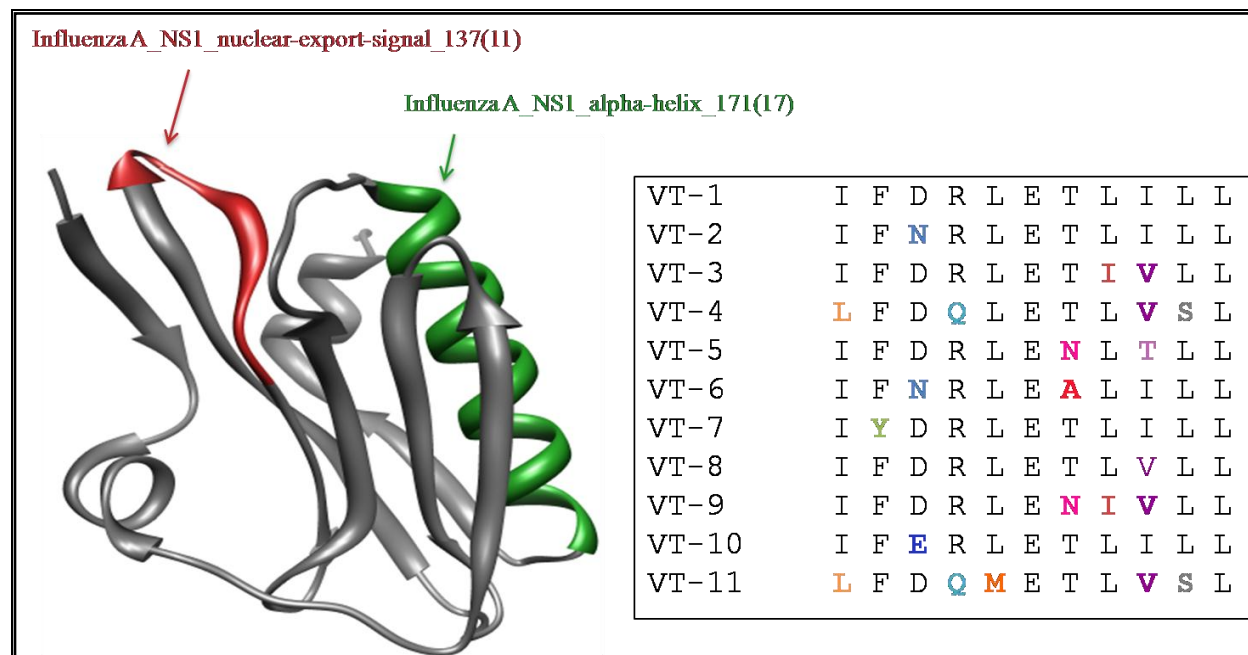 Influenza A_NS1_nuclear-export-signal_137(11)
Influenza A_NS1_alpha-helix_171(17)
VT-1 I F D R L E T L I L L
VT-2 I F N R L E T L I L L
VT-3 I F D R L E T I V L L
VT-4 L F D Q L E T L V S L
VT-5 I F D R L E N L T L L
VT-6 I F N R L E A L I L L
VT-7 I Y D R L E T L I L L
VT-8 I F D R L E T L V L L
VT-9 I F D R L E N I V L L
VT-10 I F E R L E T L I L L
VT-11 L F D Q M E T L V S L